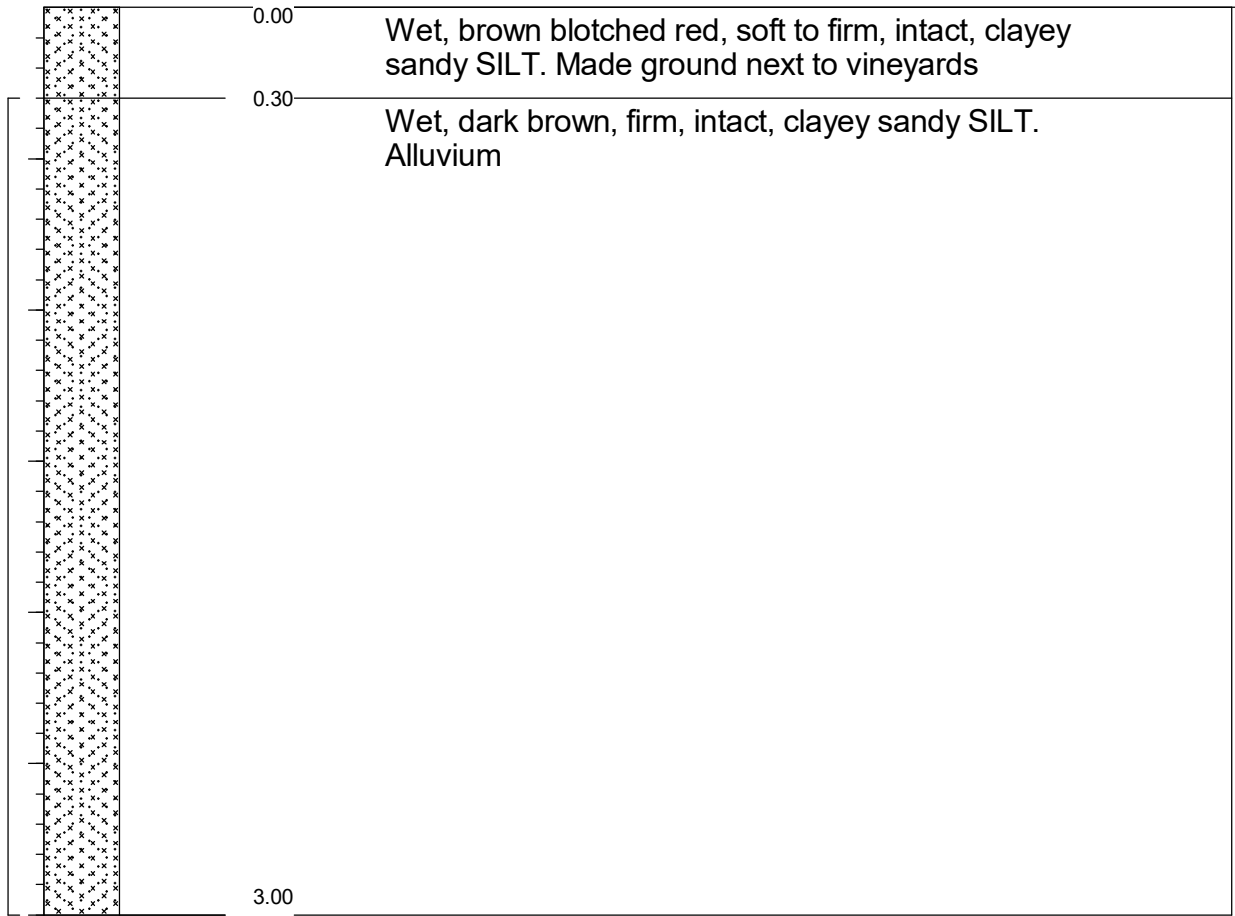 0.00
Wet, brown blotched red, soft to firm, intact, clayey
sandy SILT. Made ground next to vineyards
0.30
Wet, dark brown, firm, intact, clayey sandy SILT.
Alluvium
3.00